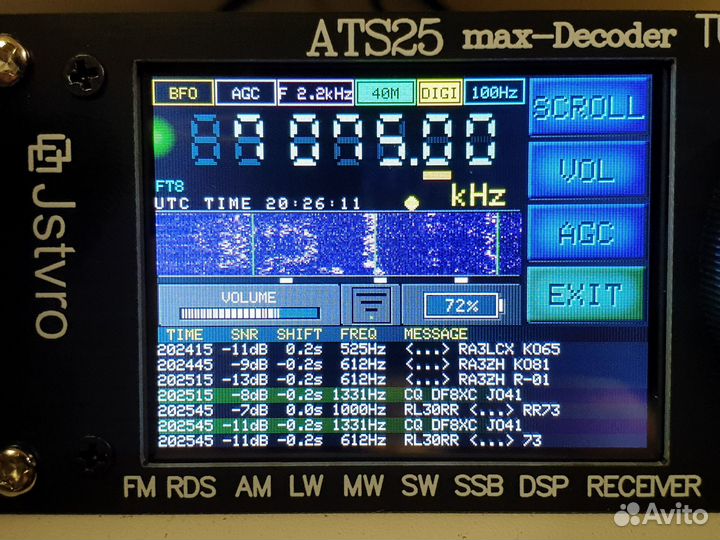 ATS25 max-Decoder
Jstvro
BFO AGC F 2.2kHz 40M DIGI 100Hz
SCROLL
7 075.00
VOL
FT8
kHz
UTC TIME 20:26:11
AGC
EXIT
VOLUME
72%
TIME SNR SHIFT FREQ MESSAGE
202415 -11dB 0.2s 525Hz <...> RA3LCX KO65
202445 -9dB -0.2s 612Hz <...> RA3ZH KO81
202515 -13dB -0.2s 612Hz <...> RA3ZH R-01
202515 -8dB -0.2s 1331Hz CQ DF8XC JO41
202545 -7dB 0.0s 1000Hz RL30RR <...> RR73
202545 -11dB -0.2s 1331Hz CQ DF8XC JO41
202545 -11dB -0.2s 612Hz RL30RR <...> 73
FM RDS AM LW MW SW SSB DSP RECEIVER
Avito